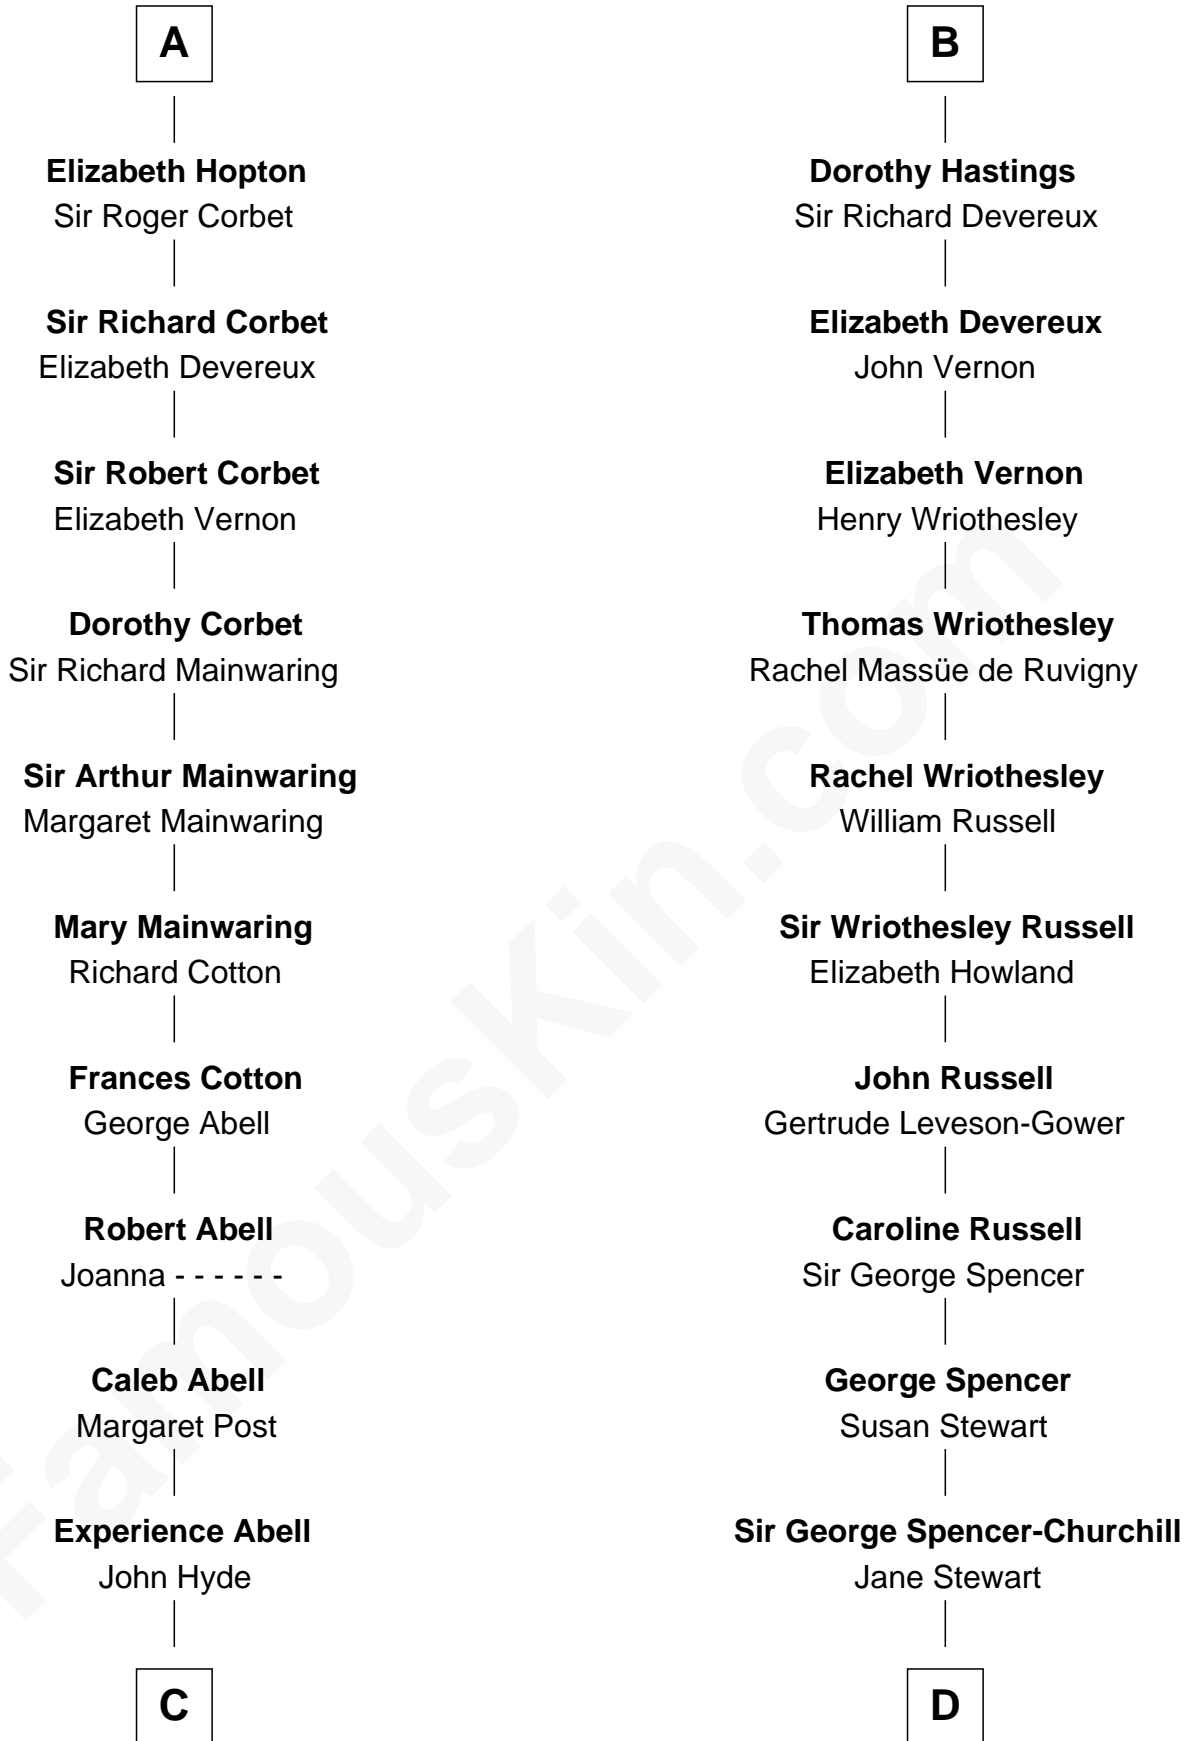 A
Elizabeth Hopton
Sir Roger Corbet
Sir Richard Corbet
Elizabeth Devereux
Sir Robert Corbet
Elizabeth Vernon
Dorothy Corbet
Sir Richard Mainwaring
Sir Arthur Mainwaring
Margaret Mainwaring
Mary Mainwaring
Richard Cotton
Frances Cotton
George Abell
Robert Abell
Joanna - - - - - -
Caleb Abell
Margaret Post
Experience Abell
John Hyde
C
B
Dorothy Hastings
Sir Richard Devereux
Elizabeth Devereux
John Vernon
Elizabeth Vernon
Henry Wriothesley
Thomas Wriothesley
Rachel Massüe de Ruvigny
Rachel Wriothesley
William Russell
Sir Wriothesley Russell
Elizabeth Howland
John Russell
Gertrude Leveson-Gower
Caroline Russell
Sir George Spencer
George Spencer
Susan Stewart
Sir George Spencer-Churchill
Jane Stewart
D
FamousKin.com